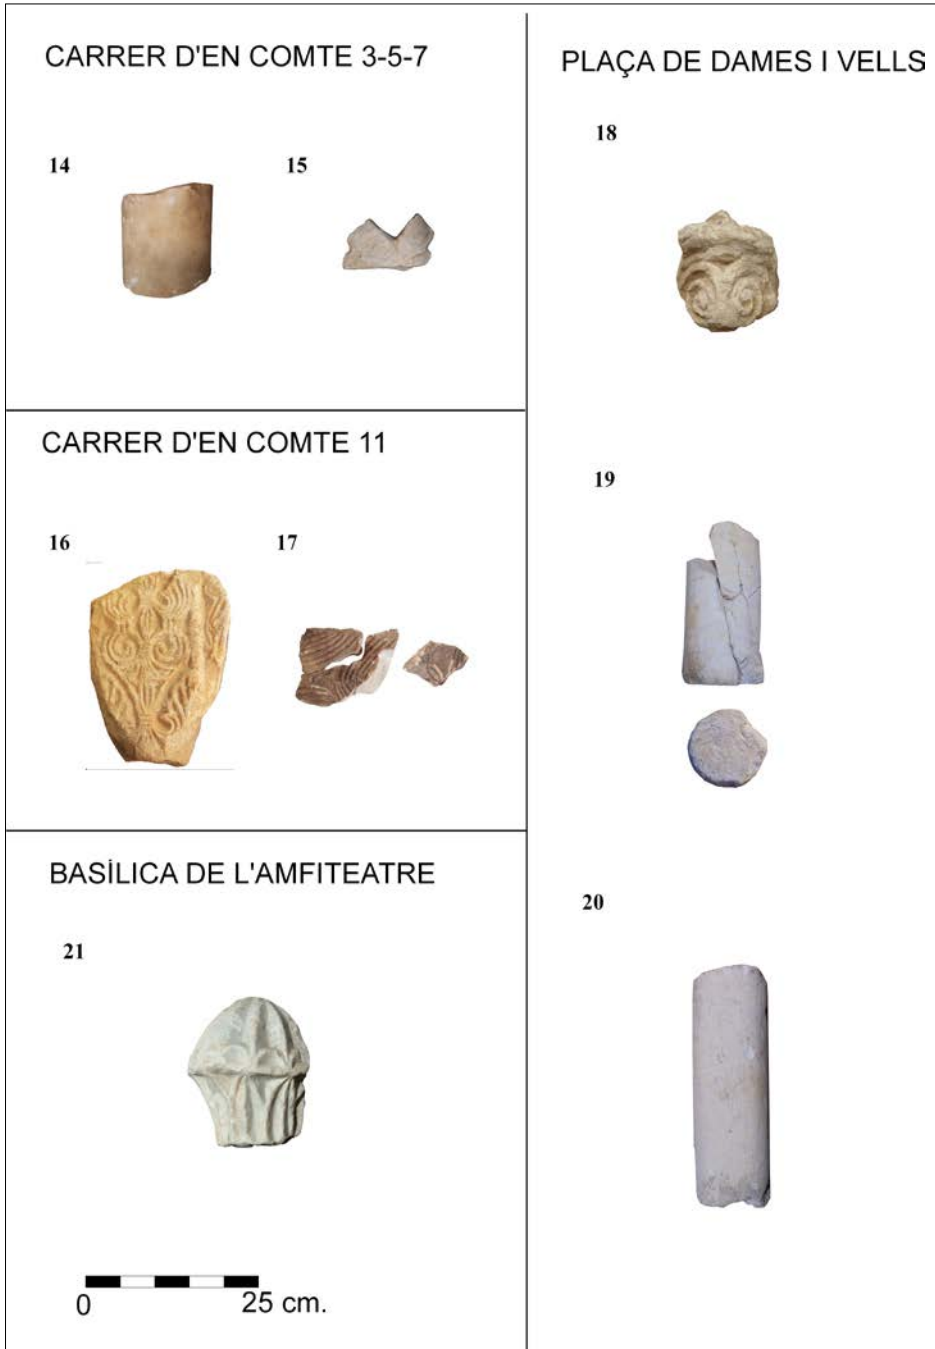 CARRER D'EN COMTE 3-5-7
14
15
CARRER D'EN COMTE 11
16
17
BASÍLICA DE L'AMFITEATRE
21
0
25 cm.
PLAÇA DE DAMES I VELLS
18
19
20